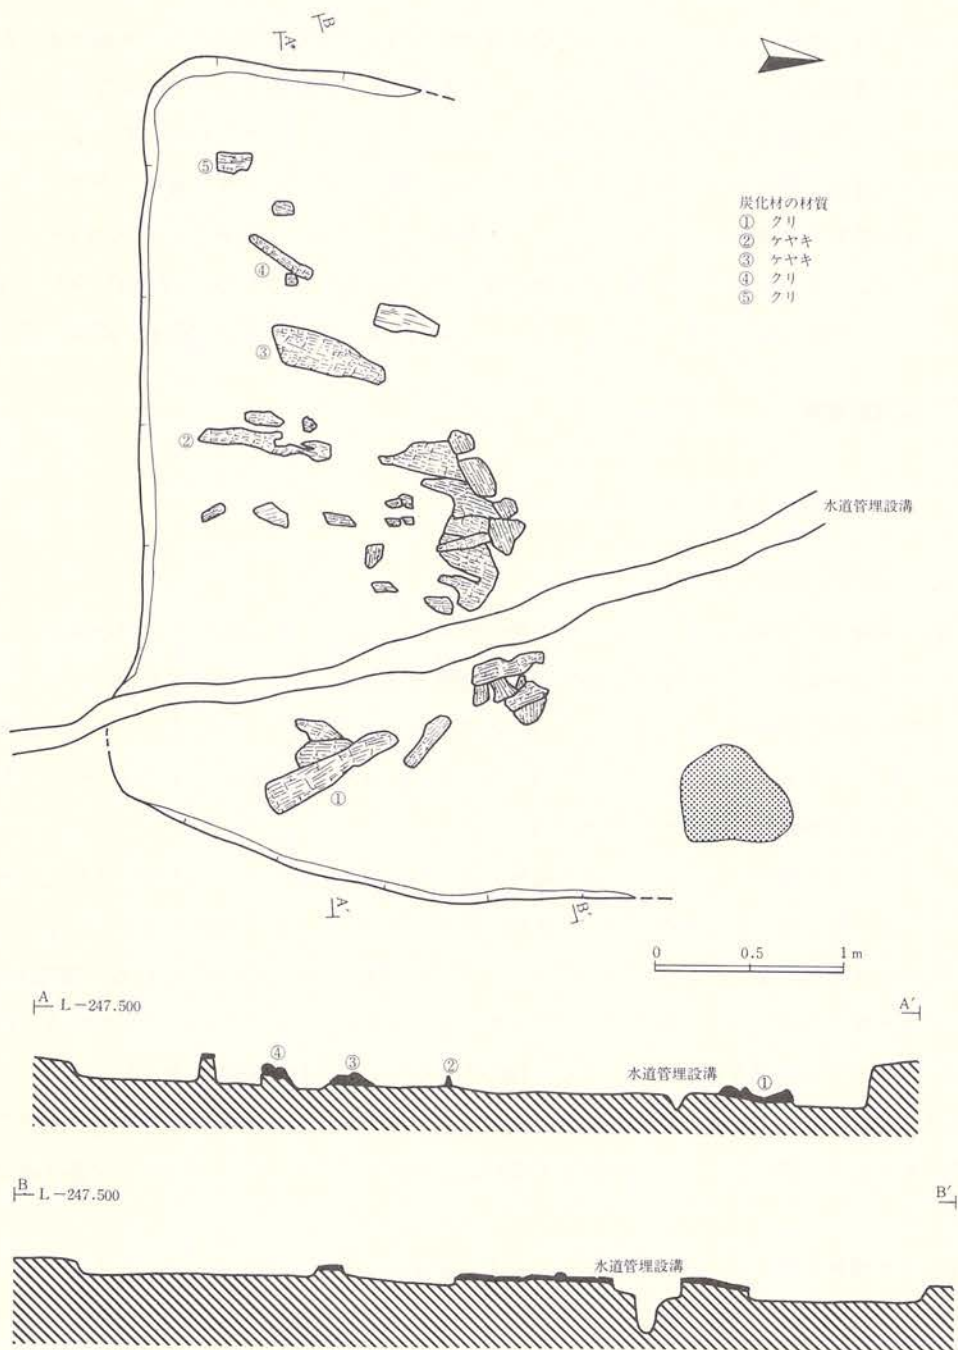 A
B
炭化材の材質
① クリ
② ケヤキ
③ ケヤキ
④ クリ
⑤ クリ
⑤
④
③
②
水道管埋設溝
①
A′
B′
0 0.5 1m
A L-247.500 A′
④ ③ ② 水道管埋設溝 ①
B L-247.500 B′
水道管埋設溝